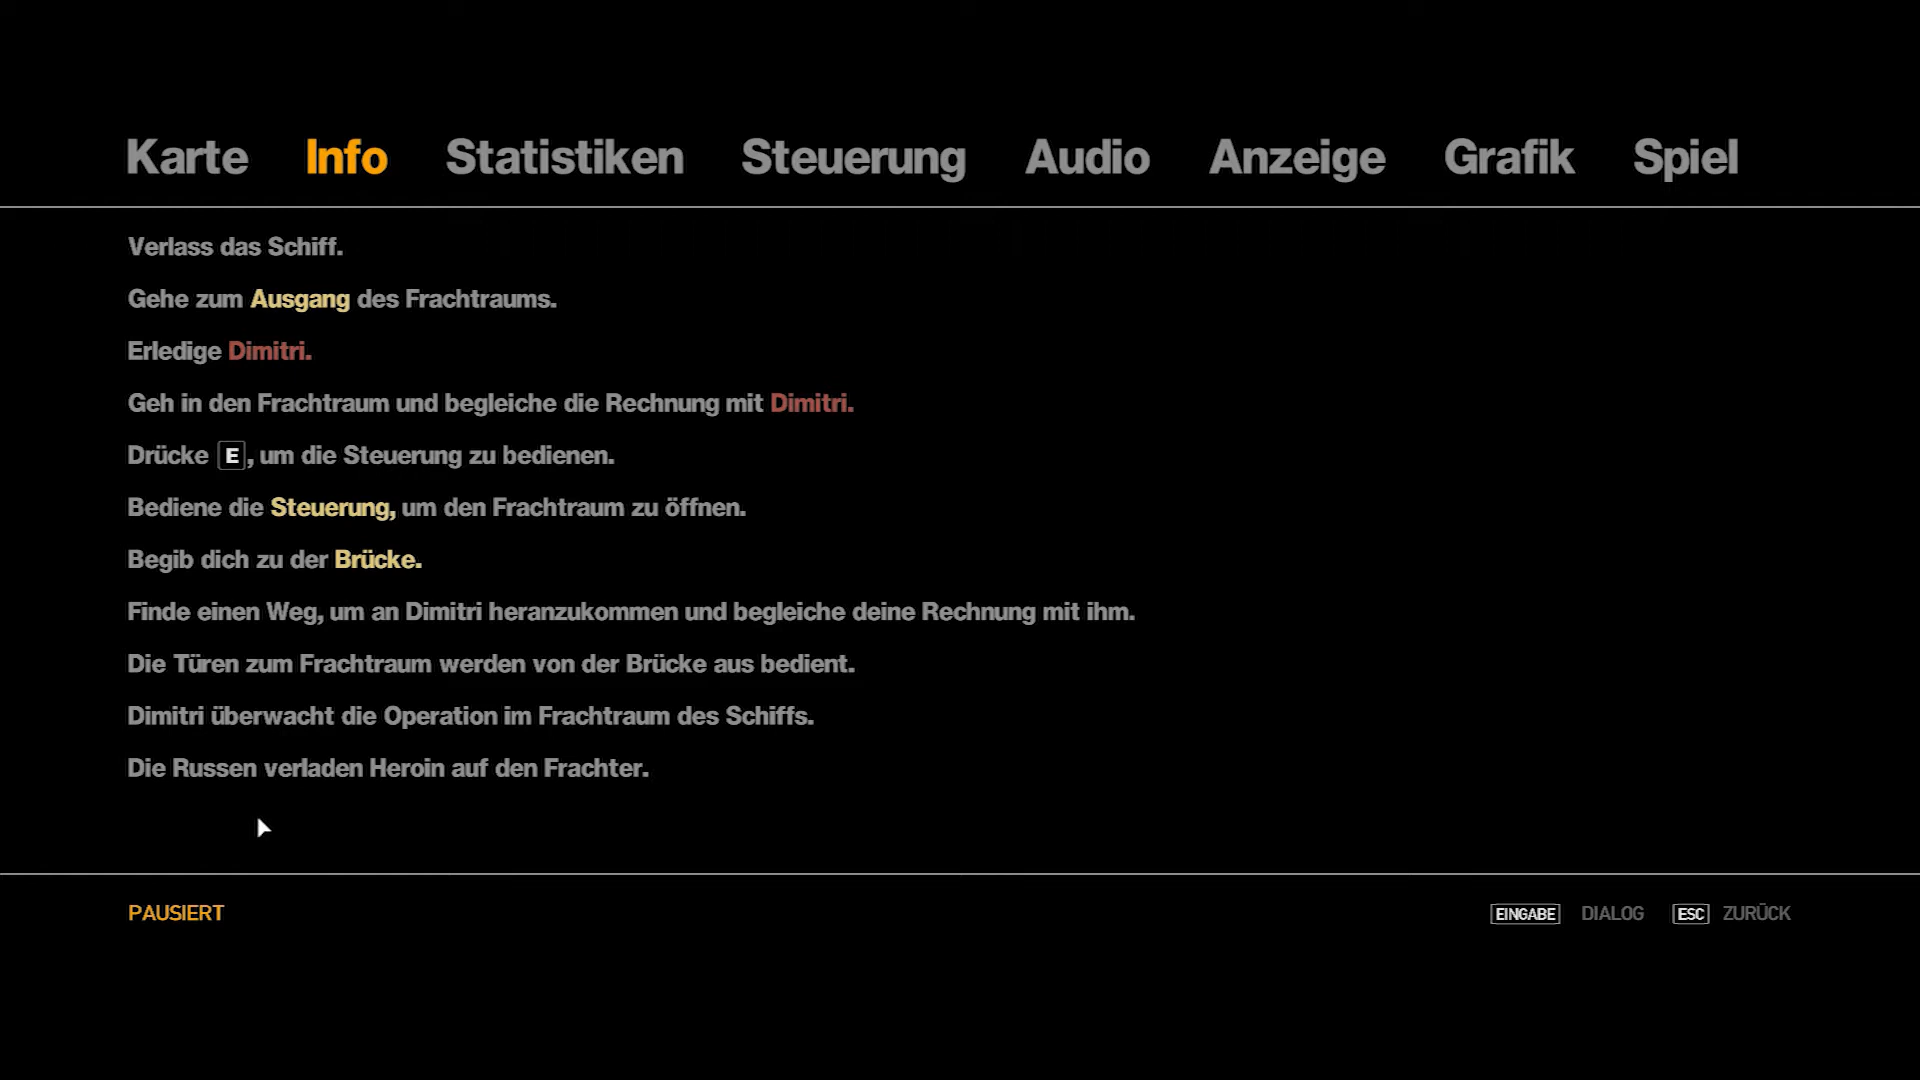 Karte Info Statistiken Steuerung Audio Anzeige Grafik Spiel
Verlass das Schiff.
Gehe zum Ausgang des Frachtraums.
Erledige Dimitri.
Geh in den Frachtraum und begleiche die Rechnung mit Dimitri.
Drücke E, um die Steuerung zu bedienen.
Bediene die Steuerung, um den Frachtraum zu öffnen.
Begib dich zu der Brücke.
Finde einen Weg, um an Dimitri heranzukommen und begleiche deine Rechnung mit ihm.
Die Türen zum Frachtraum werden von der Brücke aus bedient.
Dimitri überwacht die Operation im Frachtraum des Schiffs.
Die Russen verladen Heroin auf den Frachter.
PAUSIERT EINGABE DIALOG ESC ZURÜCK